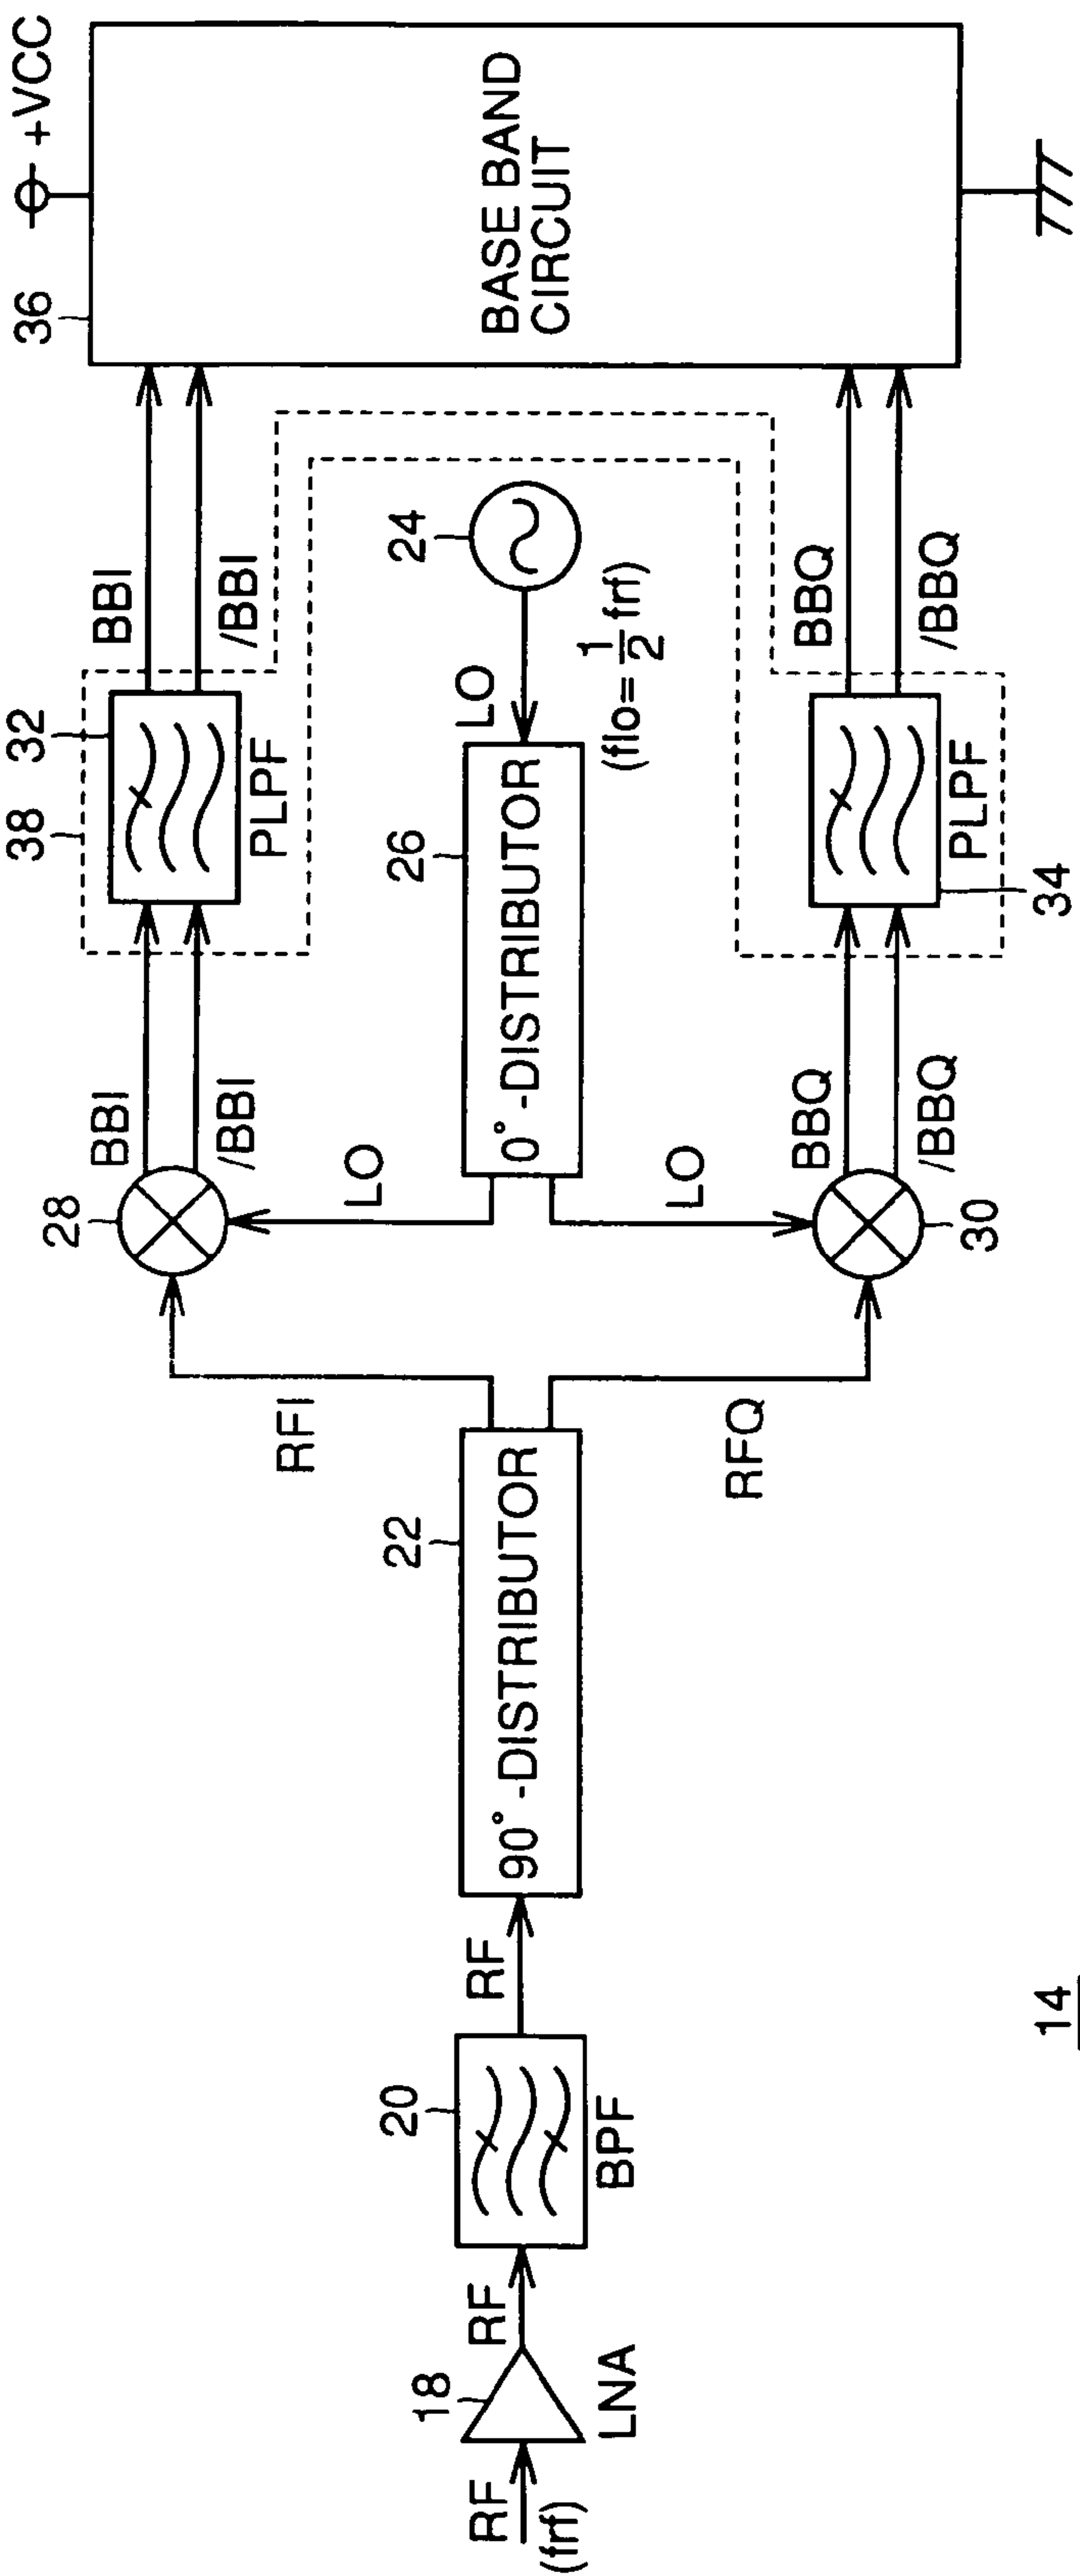 RF
(frf)
18
LNA
RF
20
BPF
RF
22
90°-DISTRIBUTOR
RFI
RFQ
28
LO
BBI
/BBI
30
LO
BBQ
/BBQ
26
0°-DISTRIBUTOR
LO
24
(flo=1/2 frf)
38
32
PLPF
BBI
/BBI
PLPF
34
BBQ
/BBQ
36
+VCC
BASE BAND
CIRCUIT
14